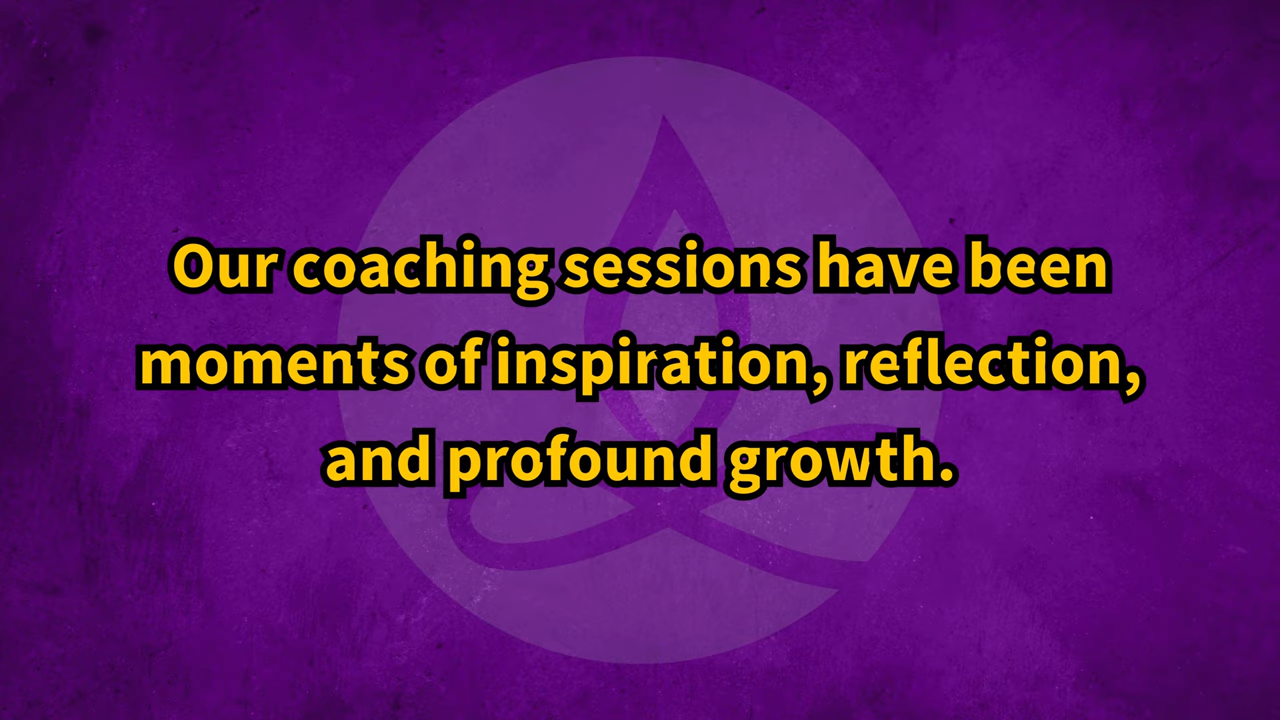 Our coaching sessions have been
moments of inspiration, reflection,
and profound growth.